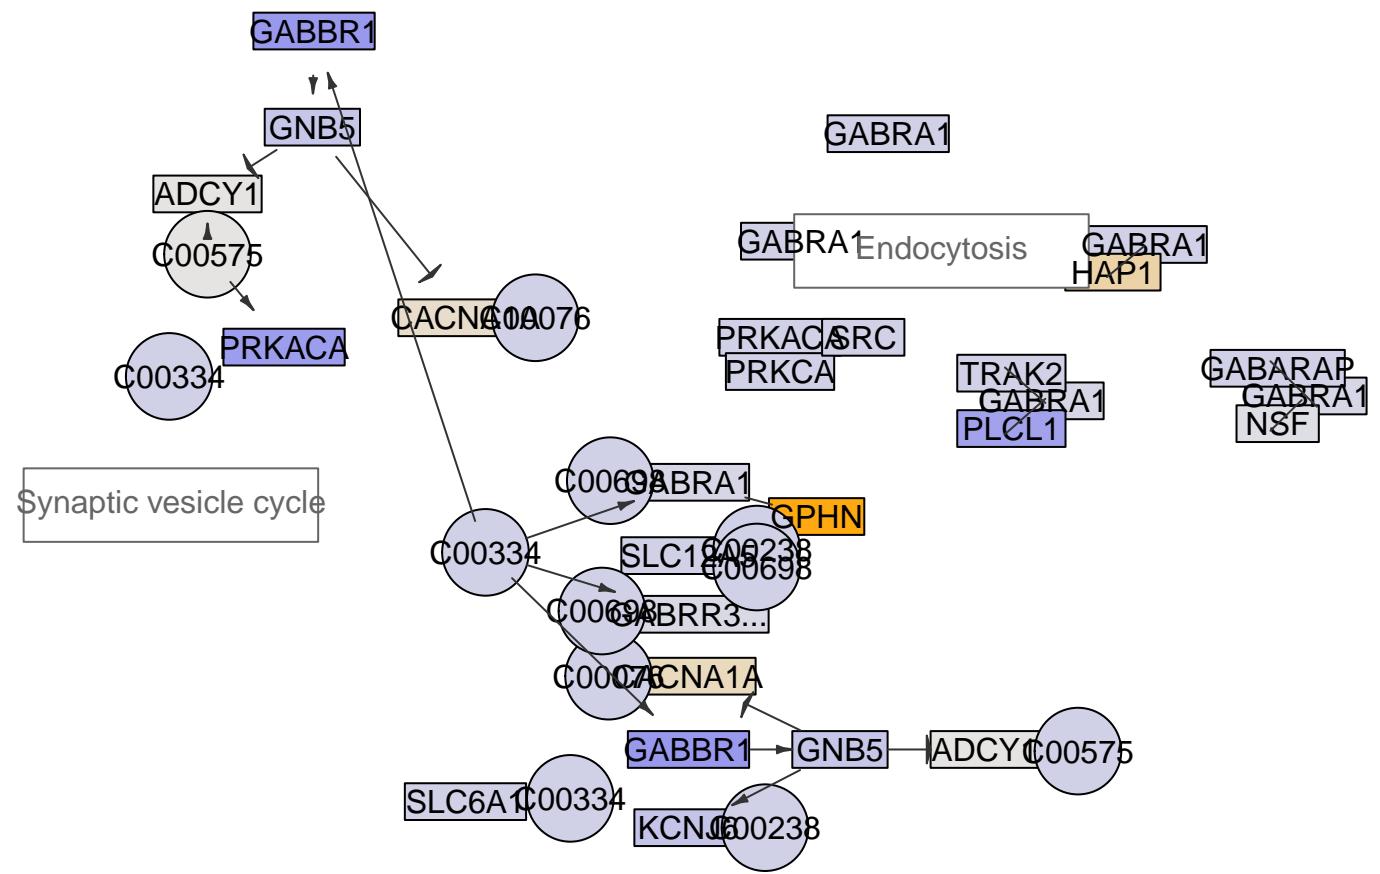 GABBR1
GNB5
GABRA1
ADCY1
C00575
GABRA1
Endocytosis
GABRA1
HAP1
CACNA1A
C00076
PRKACA
C00334
PRKACA
SRC
PRKCA
TRAK2
GABRA1
PLCL1
GABARAP
GABRA1
NSF
C00698
GABRA1
GPHN
Synaptic vesicle cycle
C00334
SLC12A5
C00238
C00698
C00698
GABRR3...
C00076
CACNA1A
GABBR1
GNB5
ADCY1
C00575
SLC6A1
C00334
KCNJ6
C00238